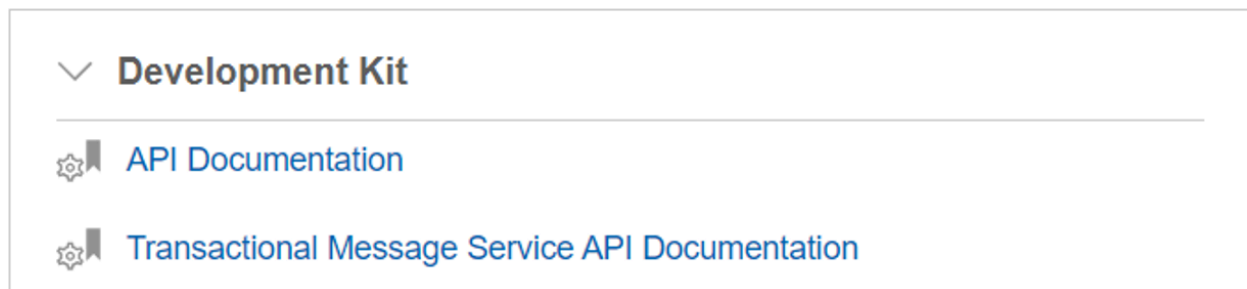 Development Kit
API Documentation
Transactional Message Service API Documentation